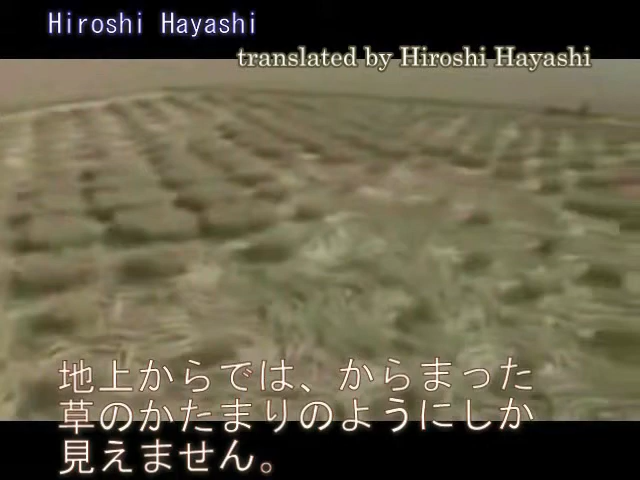 Hiroshi Hayashi
translated by Hiroshi Hayashi
地上からでは、からまった
草のかたまりのようにしか
見えません。